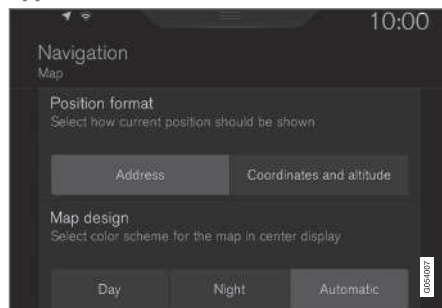 10:00
Navigation
Map
Position format
Select how current position should be shown
Address
Coordinates and altitude
Map design
Select color scheme for the map in center display
Day
Night
Automatic
G054007